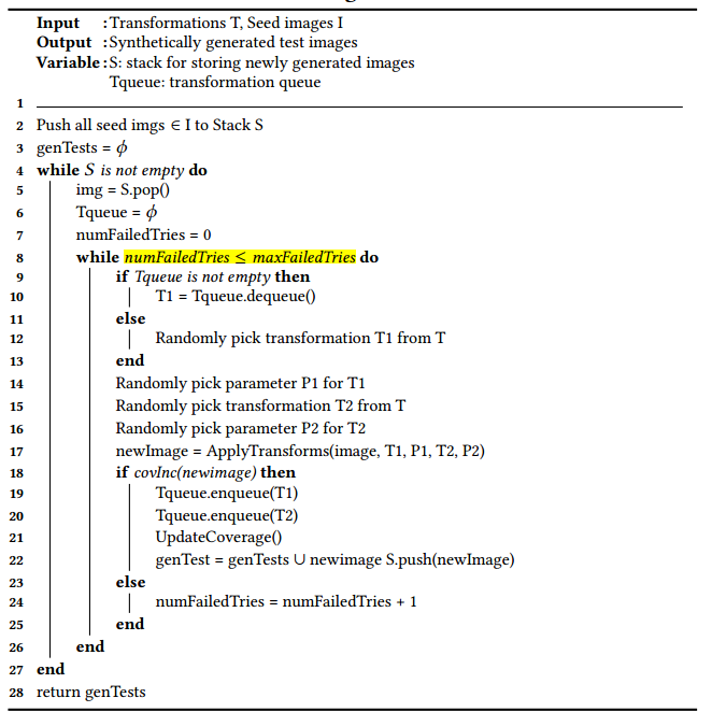 Input :Transformations T, Seed images I
Output :Synthetically generated test images
Variable:S: stack for storing newly generated images
Tqueue: transformation queue
1
2 Push all seed imgs ∈ I to Stack S
3 genTests = ϕ
4 while S is not empty do
5 img = S.pop()
6 Tqueue = ϕ
7 numFailedTries = 0
8 while numFailedTries ≤ maxFailedTries do
9 if Tqueue is not empty then
10 T1 = Tqueue.dequeue()
11 else
12 Randomly pick transformation T1 from T
13 end
14 Randomly pick parameter P1 for T1
15 Randomly pick transformation T2 from T
16 Randomly pick parameter P2 for T2
17 newImage = ApplyTransforms(image, T1, P1, T2, P2)
18 if covInc(newimage) then
19 Tqueue.enqueue(T1)
20 Tqueue.enqueue(T2)
21 UpdateCoverage()
22 genTest = genTests ∪ newimage S.push(newImage)
23 else
24 numFailedTries = numFailedTries + 1
25 end
26 end
27 end
28 return genTests